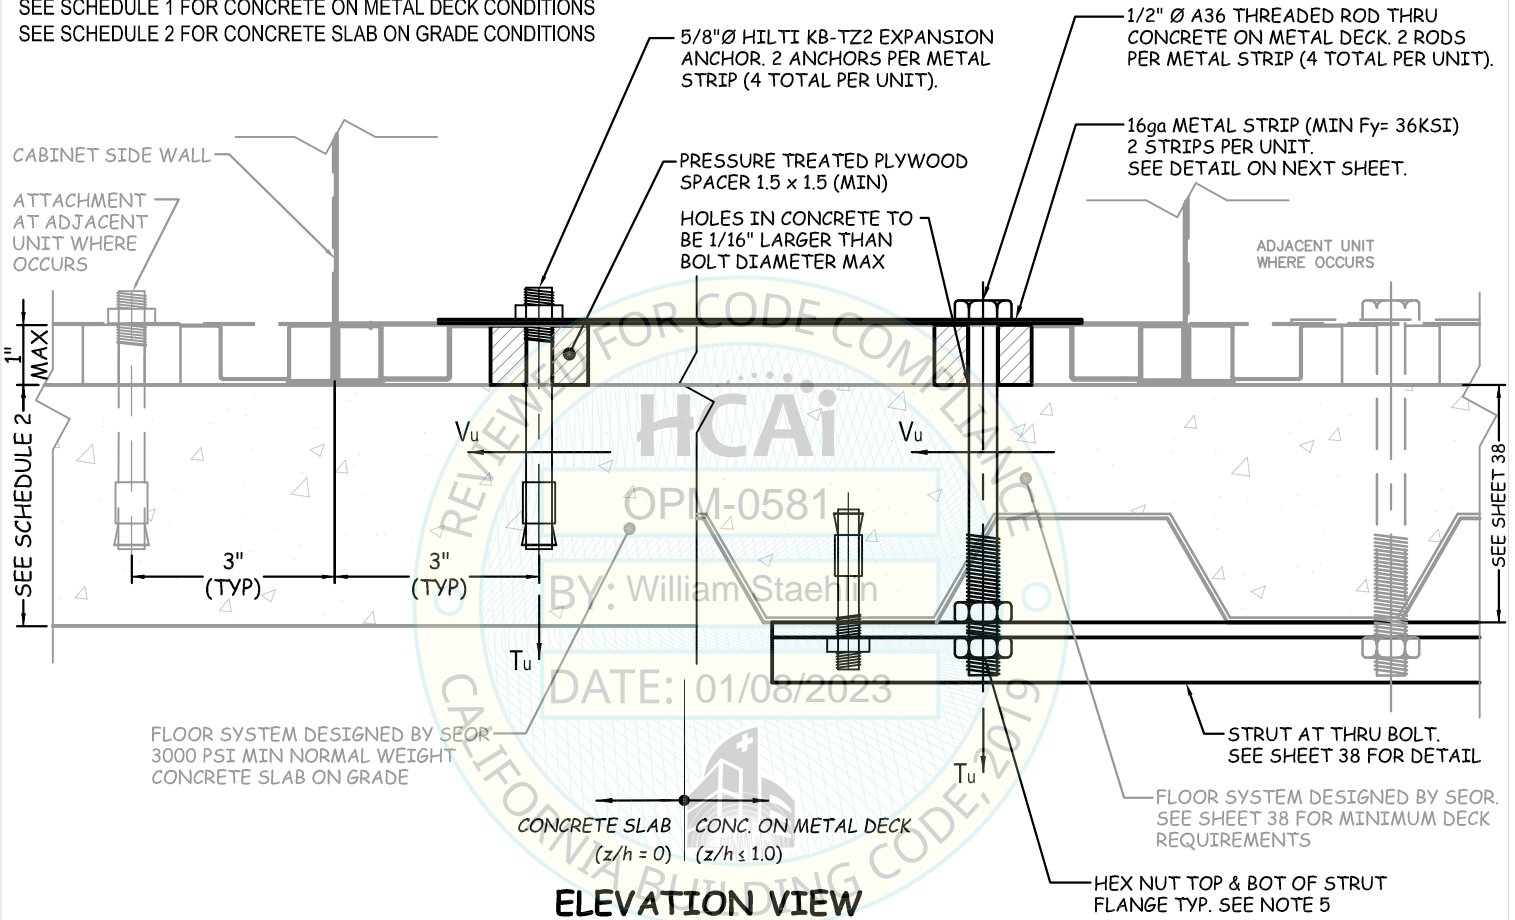 SEE SCHEDULE 1 FOR CONCRETE ON METAL DECK CONDITIONS
SEE SCHEDULE 2 FOR CONCRETE SLAB ON GRADE CONDITIONS
5/8"Ø HILTI KB-TZ2 EXPANSION
ANCHOR. 2 ANCHORS PER METAL
STRIP (4 TOTAL PER UNIT).
1/2" Ø A36 THREADED ROD THRU
CONCRETE ON METAL DECK. 2 RODS
PER METAL STRIP (4 TOTAL PER UNIT).
16ga METAL STRIP (MIN Fy= 36KSI)
2 STRIPS PER UNIT.
SEE DETAIL ON NEXT SHEET.
CABINET SIDE WALL
PRESSURE TREATED PLYWOOD
SPACER 1.5 x 1.5 (MIN)
ATTACHMENT
AT ADJACENT
UNIT WHERE
OCCURS
HOLES IN CONCRETE TO
BE 1/16" LARGER THAN
BOLT DIAMETER MAX
ADJACENT UNIT
WHERE OCCURS
1"
MAX
SEE SCHEDULE 2
SEE SHEET 38
Vu
Vu
REVIEWED FOR CODE COMPLIANCE
HCAi
OPM-0581
BY: William Staehlin
DATE: 01/08/2023
CALIFORNIA BUILDING CODE, 2019
3"
(TYP)
3"
(TYP)
Tu
Tu
FLOOR SYSTEM DESIGNED BY SEOR
3000 PSI MIN NORMAL WEIGHT
CONCRETE SLAB ON GRADE
STRUT AT THRU BOLT.
SEE SHEET 38 FOR DETAIL
FLOOR SYSTEM DESIGNED BY SEOR.
SEE SHEET 38 FOR MINIMUM DECK
REQUIREMENTS
CONCRETE SLAB
(z/h = 0)
CONC. ON METAL DECK
(z/h ≤ 1.0)
HEX NUT TOP & BOT OF STRUT
FLANGE TYP. SEE NOTE 5
ELEVATION VIEW